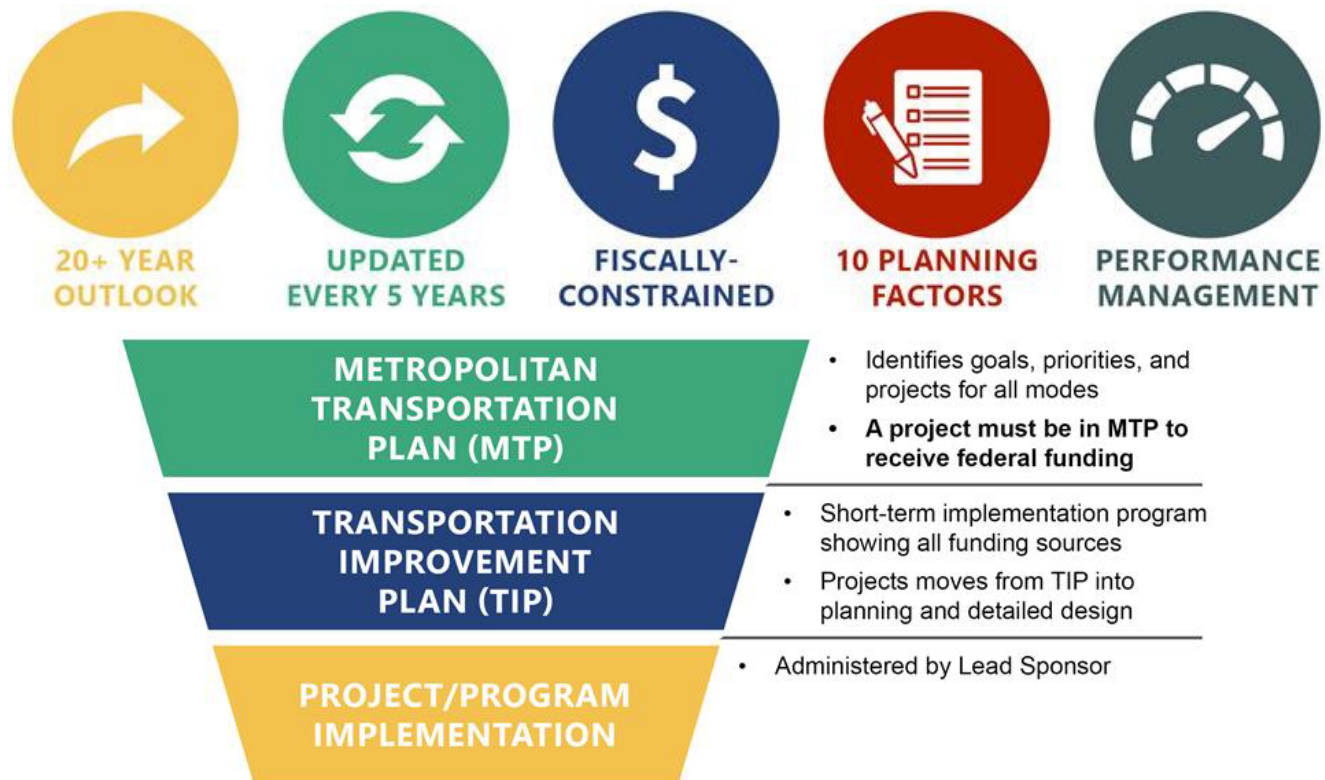 20+ YEAR
OUTLOOK
UPDATED
EVERY 5 YEARS
FISCALLY-
CONSTRAINED
10 PLANNING
FACTORS
PERFORMANCE
MANAGEMENT
METROPOLITAN
TRANSPORTATION
PLAN (MTP)
• Identifies goals, priorities, and
projects for all modes
• A project must be in MTP to
receive federal funding
TRANSPORTATION
IMPROVEMENT
PLAN (TIP)
• Short-term implementation program
showing all funding sources
• Projects moves from TIP into
planning and detailed design
PROJECT/PROGRAM
IMPLEMENTATION
• Administered by Lead Sponsor